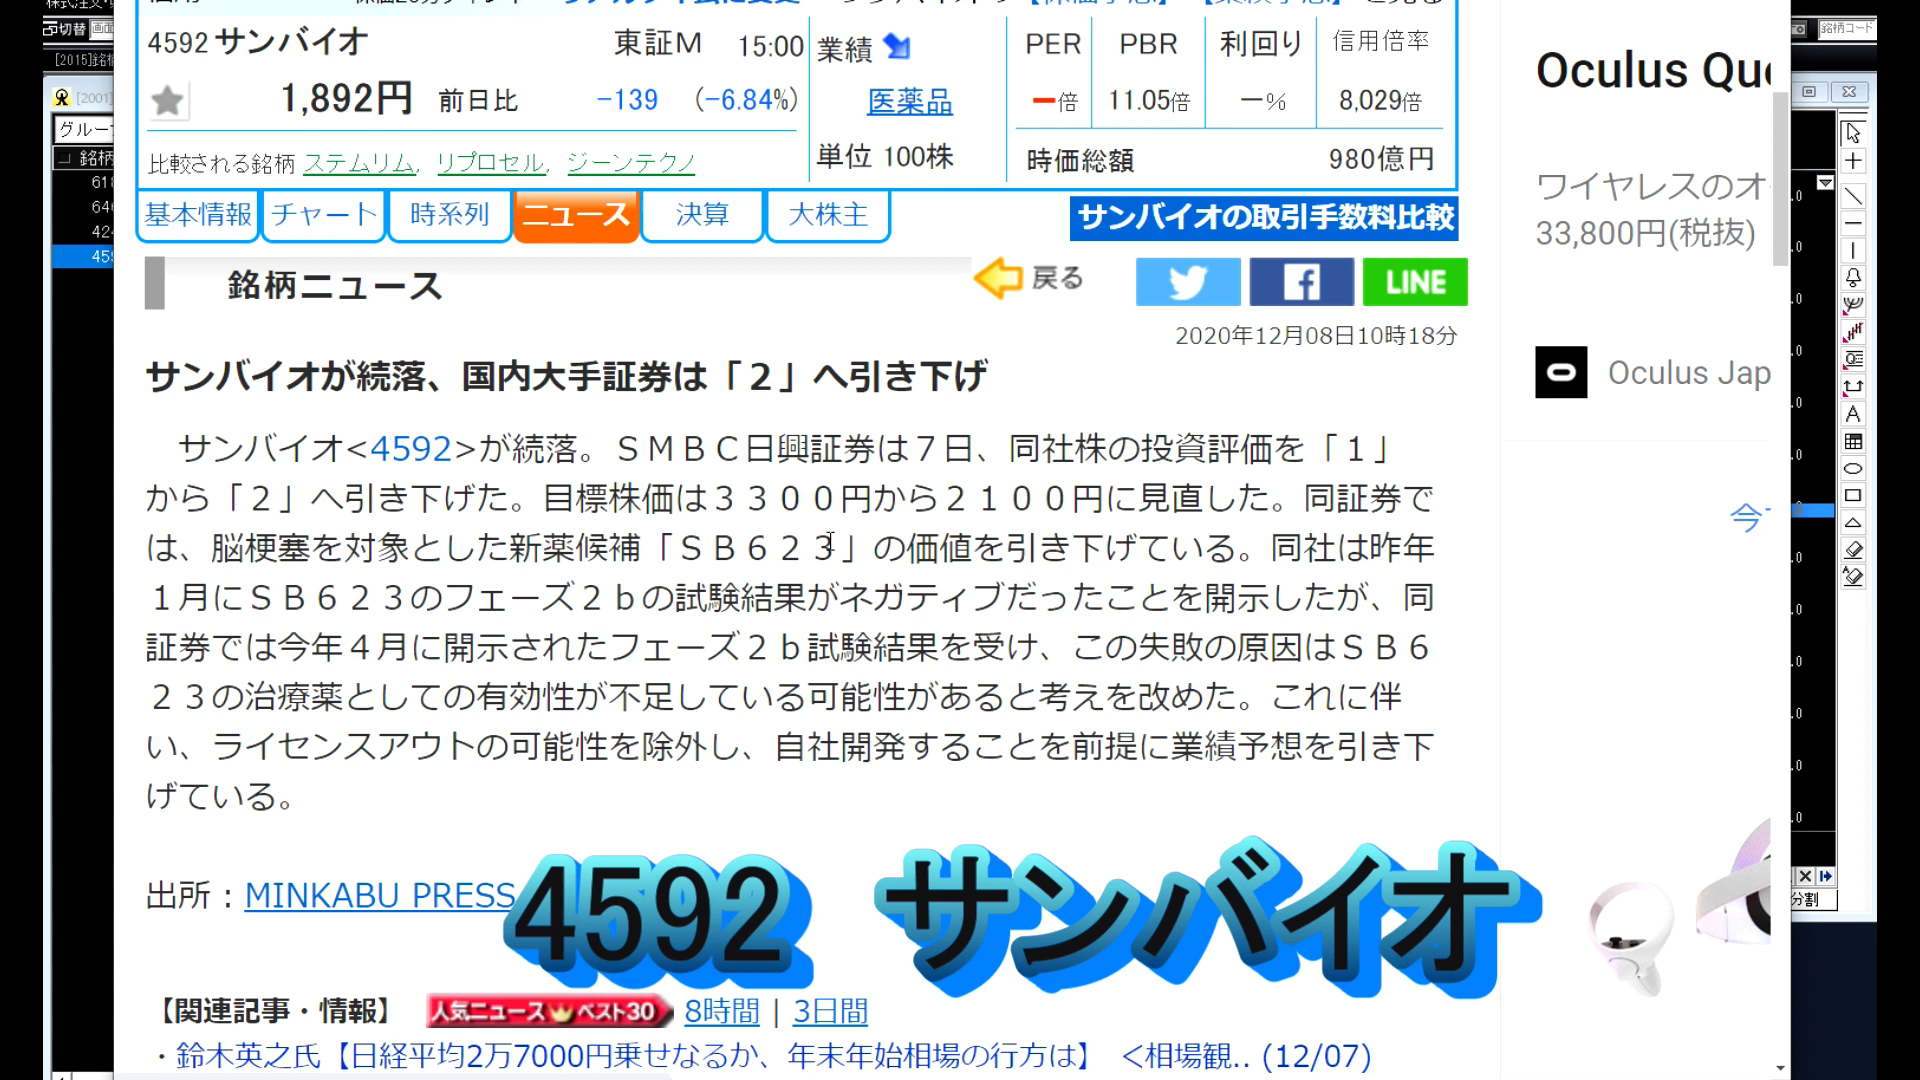 切替
4592 サンバイオ 東証M 15:00 業績 PER PBR 利回り 信用倍率
1,892円 前日比 -139 (-6.84%) 医薬品 ー倍 11.05倍 ー% 8,029倍
比較される銘柄 ステムリム, リプロセル, ジーンテクノ 単位 100株 時価総額 980億円
基本情報 チャート 時系列 ニュース 決算 大株主 サンバイオの取引手数料比較
銘柄ニュース 戻る LINE
2020年12月08日10時18分
サンバイオが続落、国内大手証券は「２」へ引き下げ
サンバイオ<4592>が続落。ＳＭＢＣ日興証券は７日、同社株の投資評価を「１」
から「２」へ引き下げた。目標株価は３３００円から２１００円に見直した。同証券で
は、脳梗塞を対象とした新薬候補「ＳＢ６２３」の価値を引き下げている。同社は昨年
１月にＳＢ６２３のフェーズ２ｂの試験結果がネガティブだったことを開示したが、同
証券では今年４月に開示されたフェーズ２ｂ試験結果を受け、この失敗の原因はＳＢ６
２３の治療薬としての有効性が不足している可能性があると考えを改めた。これに伴
い、ライセンスアウトの可能性を除外し、自社開発することを前提に業績予想を引き下
げている。
出所：MINKABU PRESS
4592 サンバイオ
【関連記事・情報】 人気ニュースベスト30 8時間 | 3日間
・鈴木英之氏【日経平均2万7000円乗せなるか、年末年始相場の行方は】 <相場観.. (12/07)
Oculus Qu
ワイヤレスのオ
33,800円(税抜)
Oculus Jap
今
[2015]銘柄
[2001]
グルー
銘柄
銘柄コード
分割